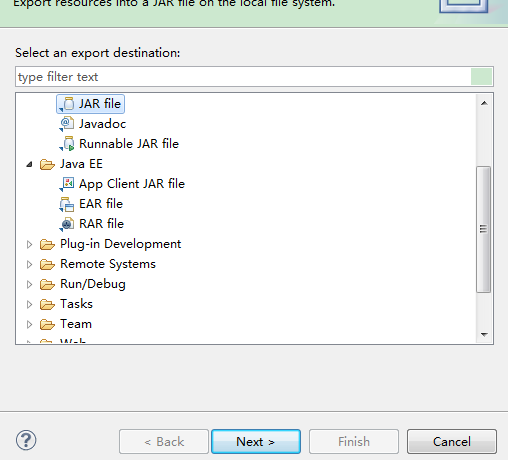 Export resources into a JAR file on the local file system.
Select an export destination:
type filter text
JAR file
Javadoc
Runnable JAR file
Java EE
App Client JAR file
EAR file
RAR file
Plug-in Development
Remote Systems
Run/Debug
Tasks
Team
Web
< Back
Next >
Finish
Cancel